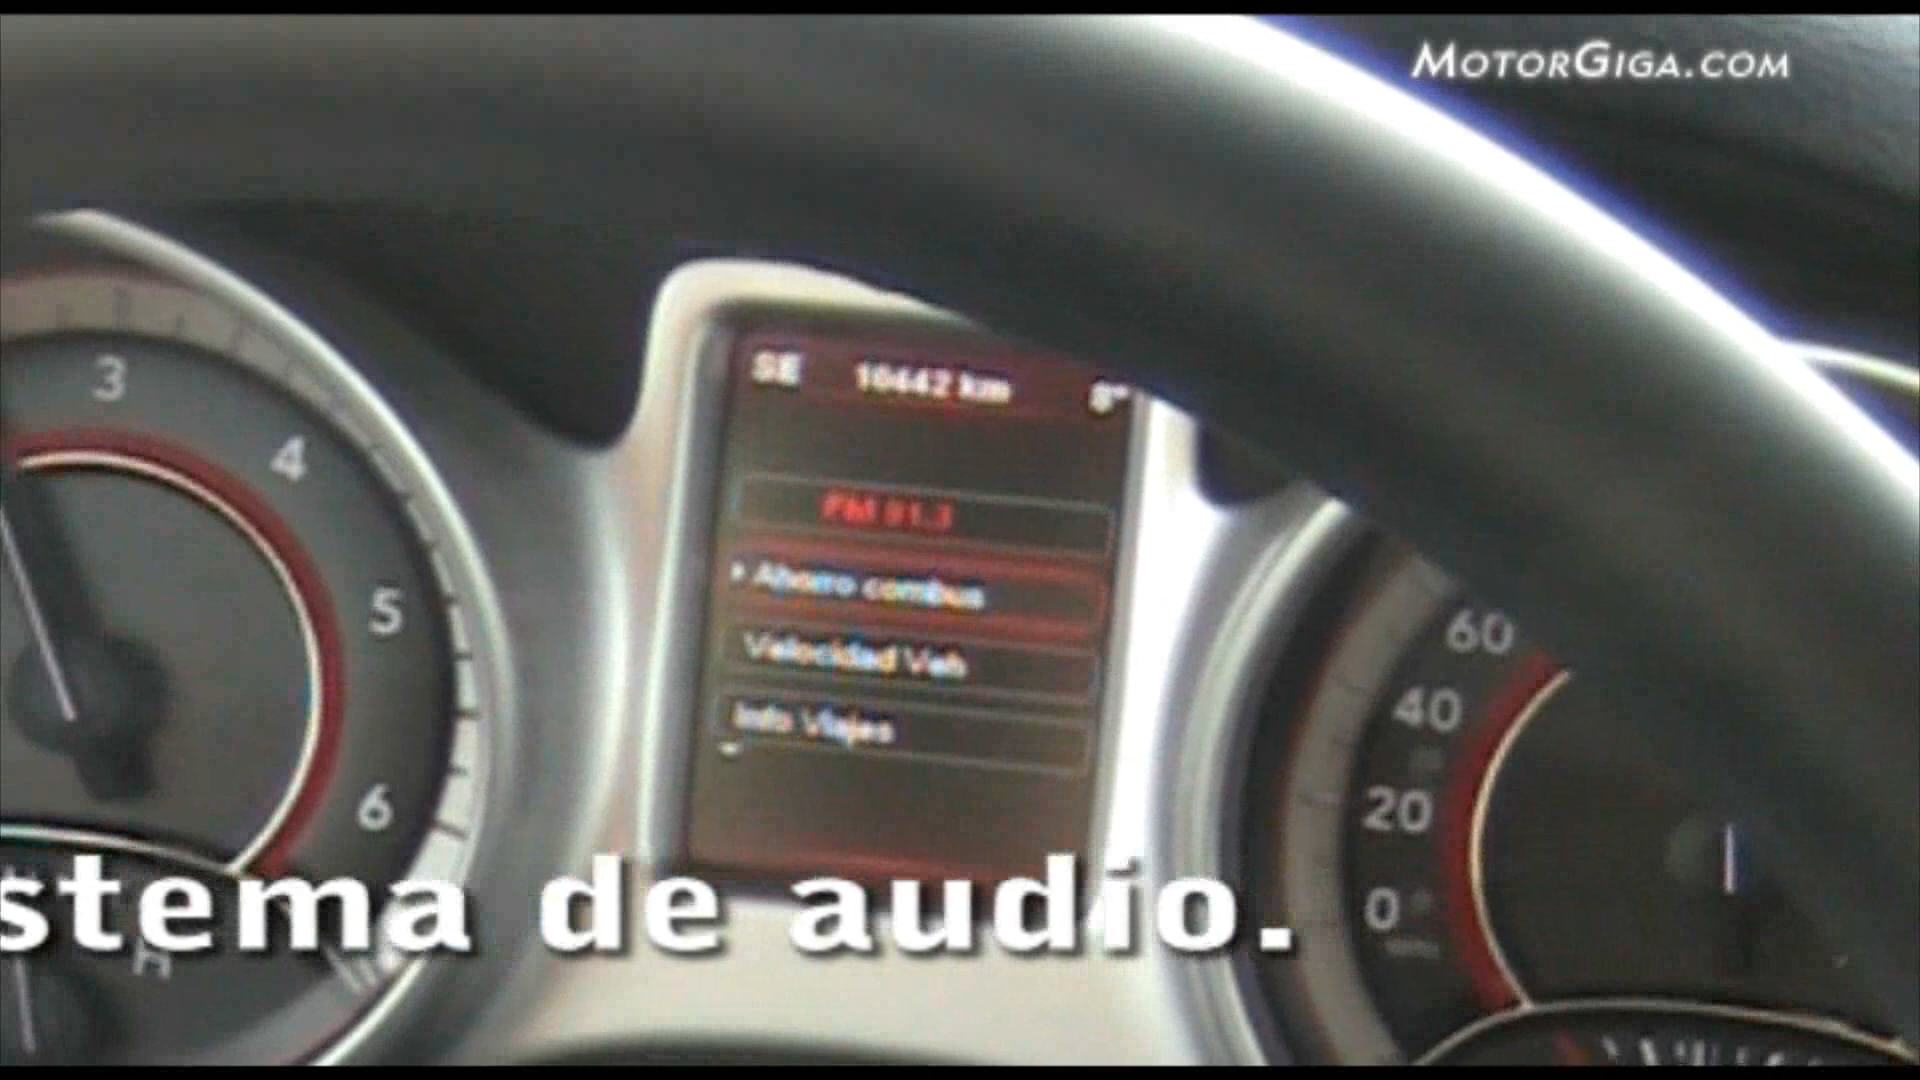 MOTORGIGA.COM
SE 10442 km 8°
3
FM 91.3
4
Ahorro combus
5
60
Velocidad Veh
40
Info Viajes
6
20
0
stema de audio.
H